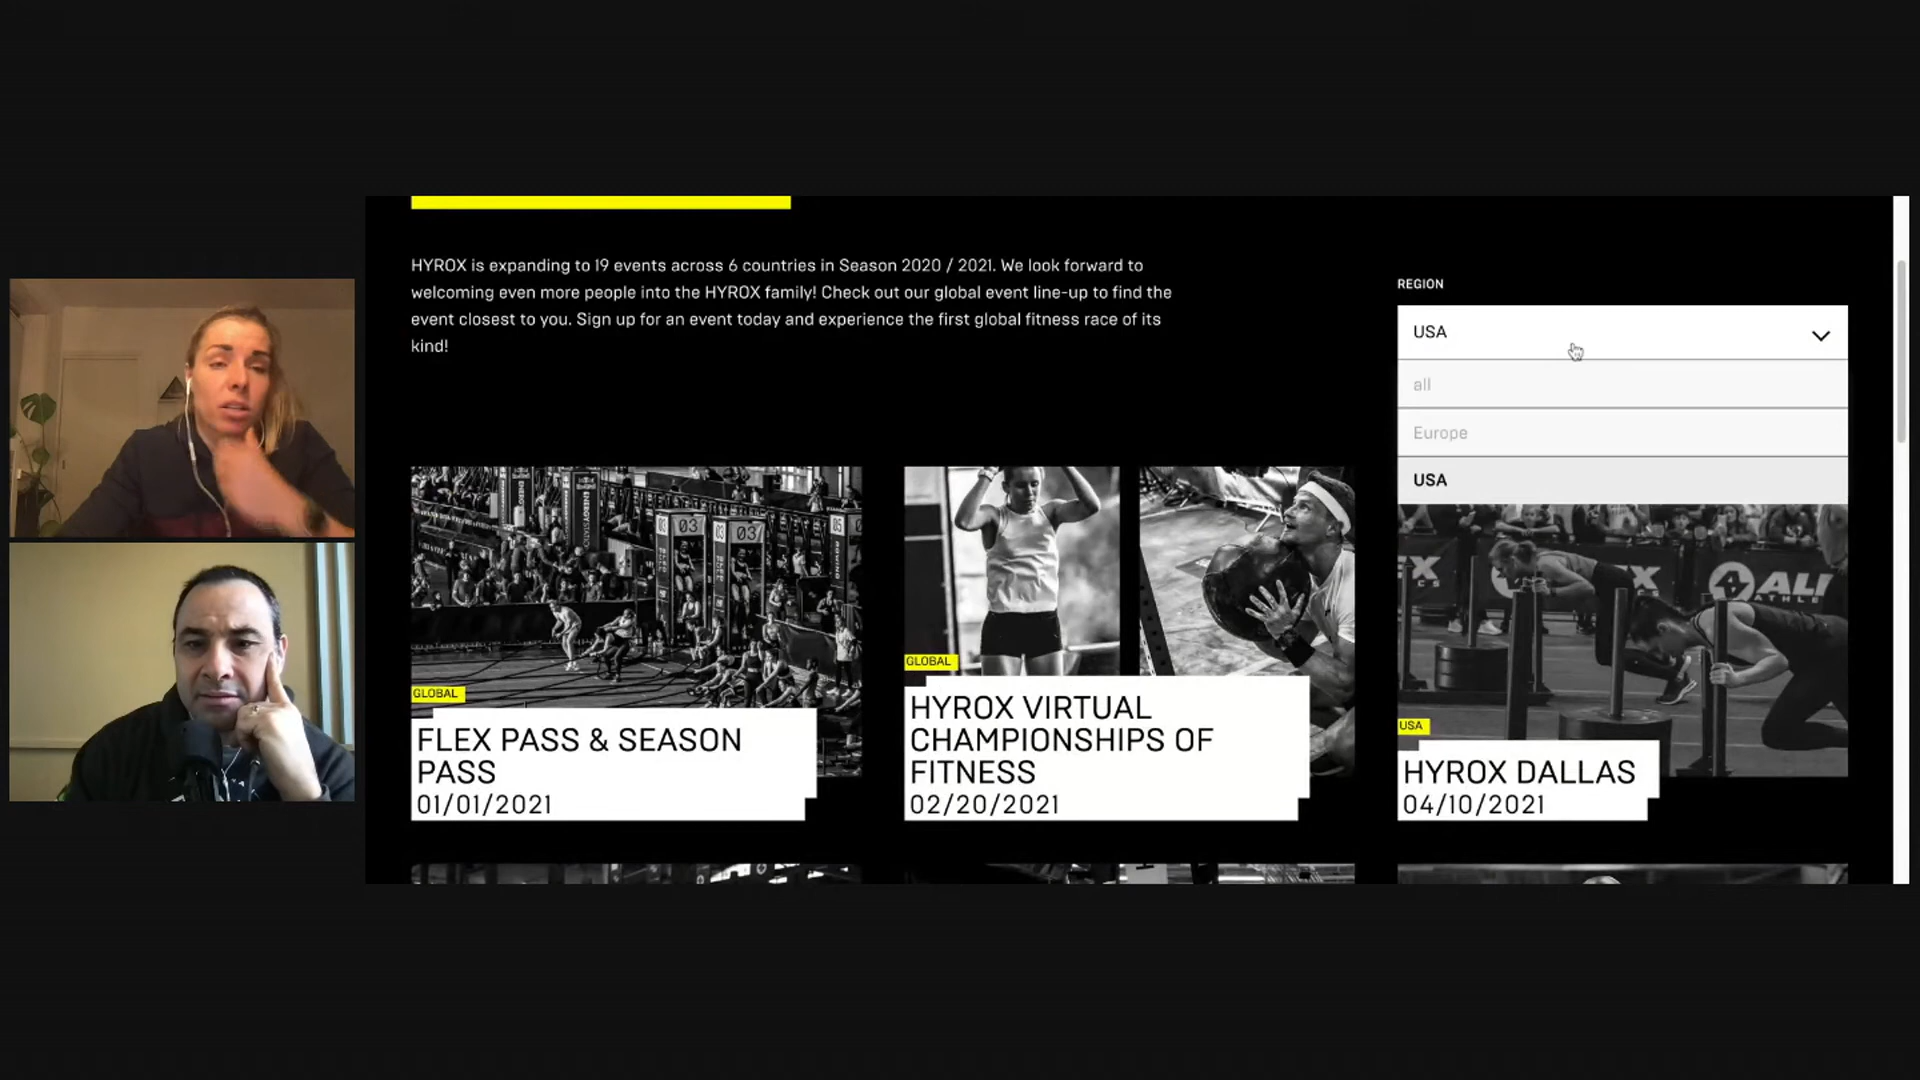 HYROX is expanding to 19 events across 6 countries in Season 2020 / 2021. We look forward to
welcoming even more people into the HYROX family! Check out our global event line-up to find the
event closest to you. Sign up for an event today and experience the first global fitness race of its
kind!
REGION
USA
all
Europe
USA
03
03
ROWING
GLOBAL
FLEX PASS & SEASON
PASS
01/01/2021
GLOBAL
HYROX VIRTUAL
CHAMPIONSHIPS OF
FITNESS
02/20/2021
ALI
USA
HYROX DALLAS
04/10/2021